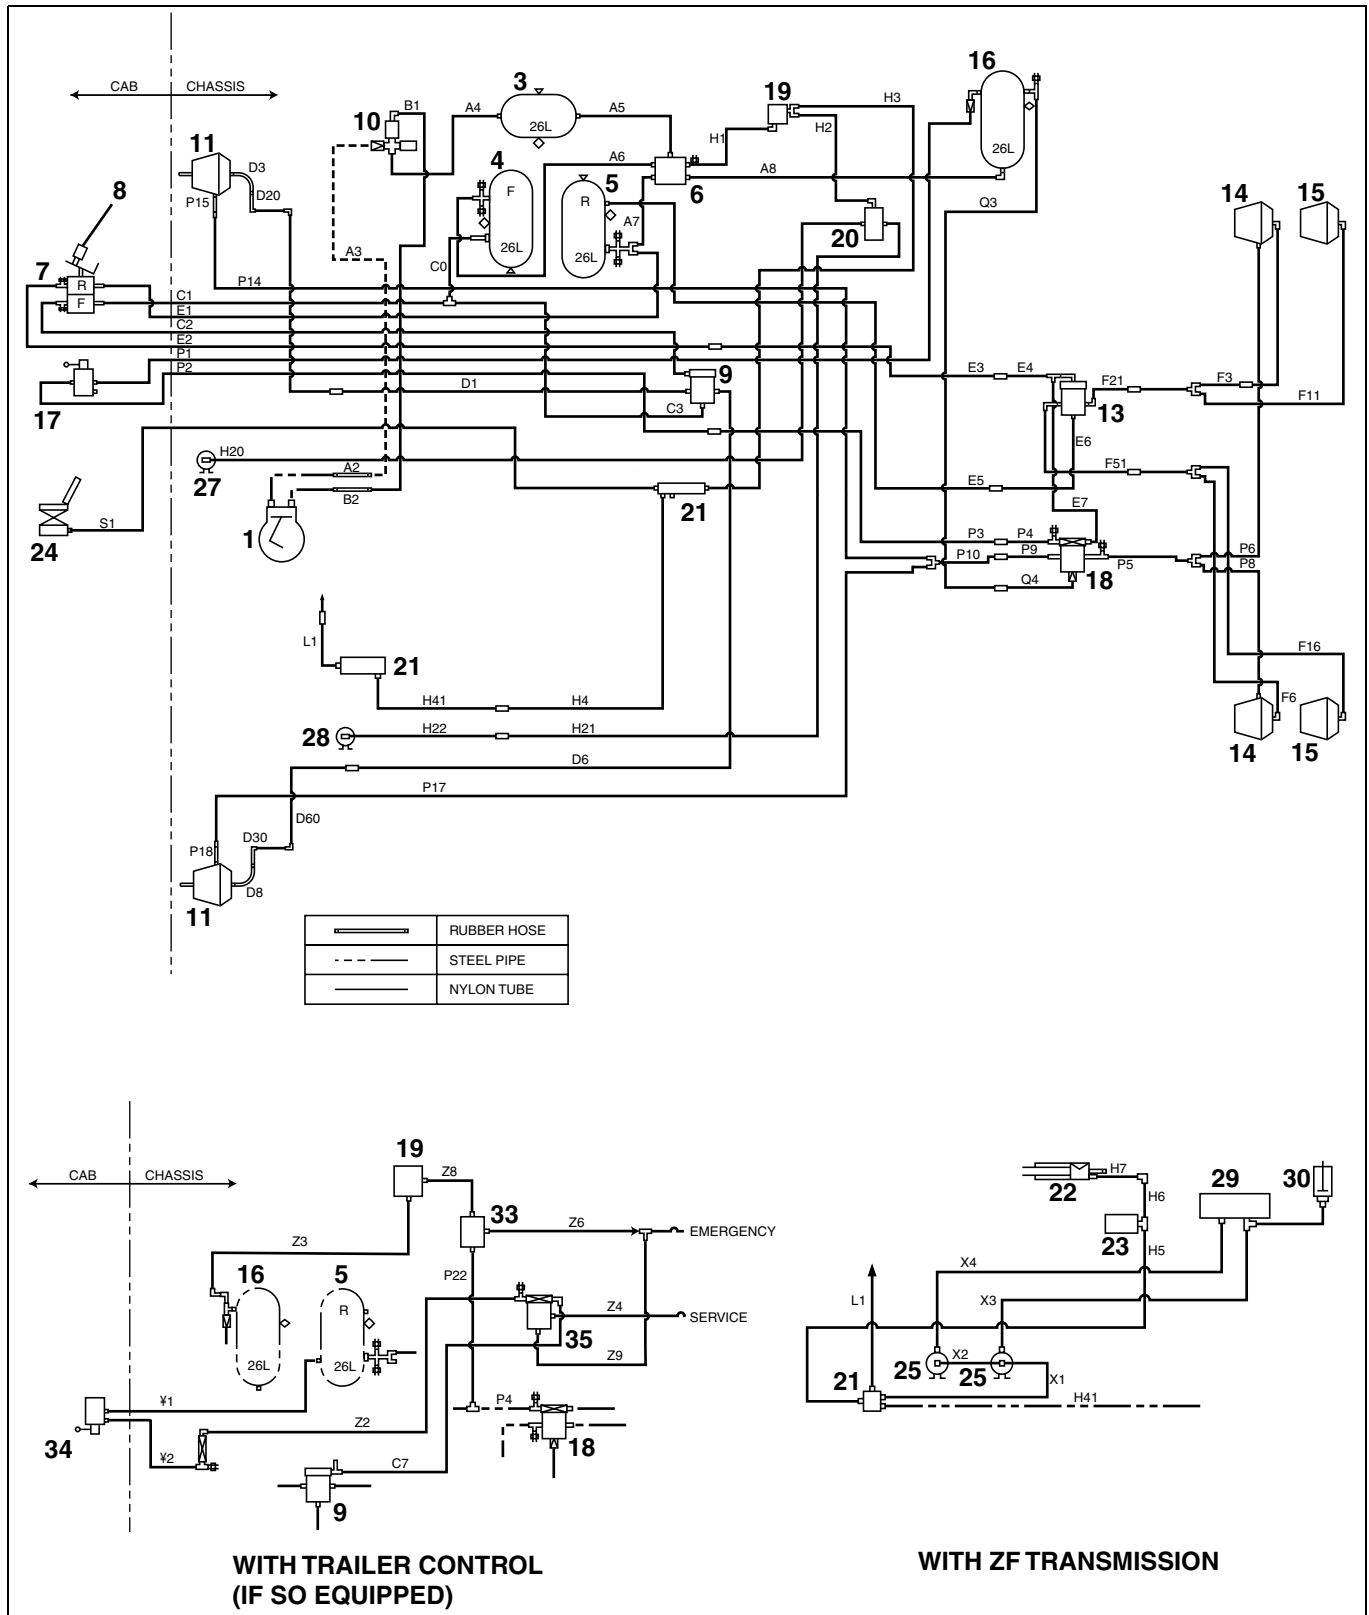 CAB
CHASSIS
11
D3
P15
D20
8
7
R
F
10
B1
A4
3
26L
A5
A3
4
F
26L
A6
5
R
26L
A7
C0
6
19
H1
H2
H3
A8
16
26L
Q3
20
14
15
P14
C1
E1
C2
E2
P1
P2
17
D1
9
C3
E3
E4
13
F21
F3
F11
E6
F51
E5
E7
H20
27
A2
B2
1
24
S1
21
P3
P4
P10
P9
18
P5
P6
P8
Q4
L1
21
H41
H4
F16
F6
14
15
28
H22
H21
D6
P17
D60
P18
D30
D8
11
RUBBER HOSE
STEEL PIPE
NYLON TUBE
CAB
CHASSIS
19
Z8
33
Z6
EMERGENCY
Z3
16
26L
5
R
26L
P22
35
Z4
SERVICE
Z9
¥1
34
¥2
Z2
P4
18
C7
9
WITH TRAILER CONTROL
(IF SO EQUIPPED)
22
H7
H6
29
30
23
H5
X4
L1
X3
25
X2
25
X1
21
H41
WITH ZF TRANSMISSION